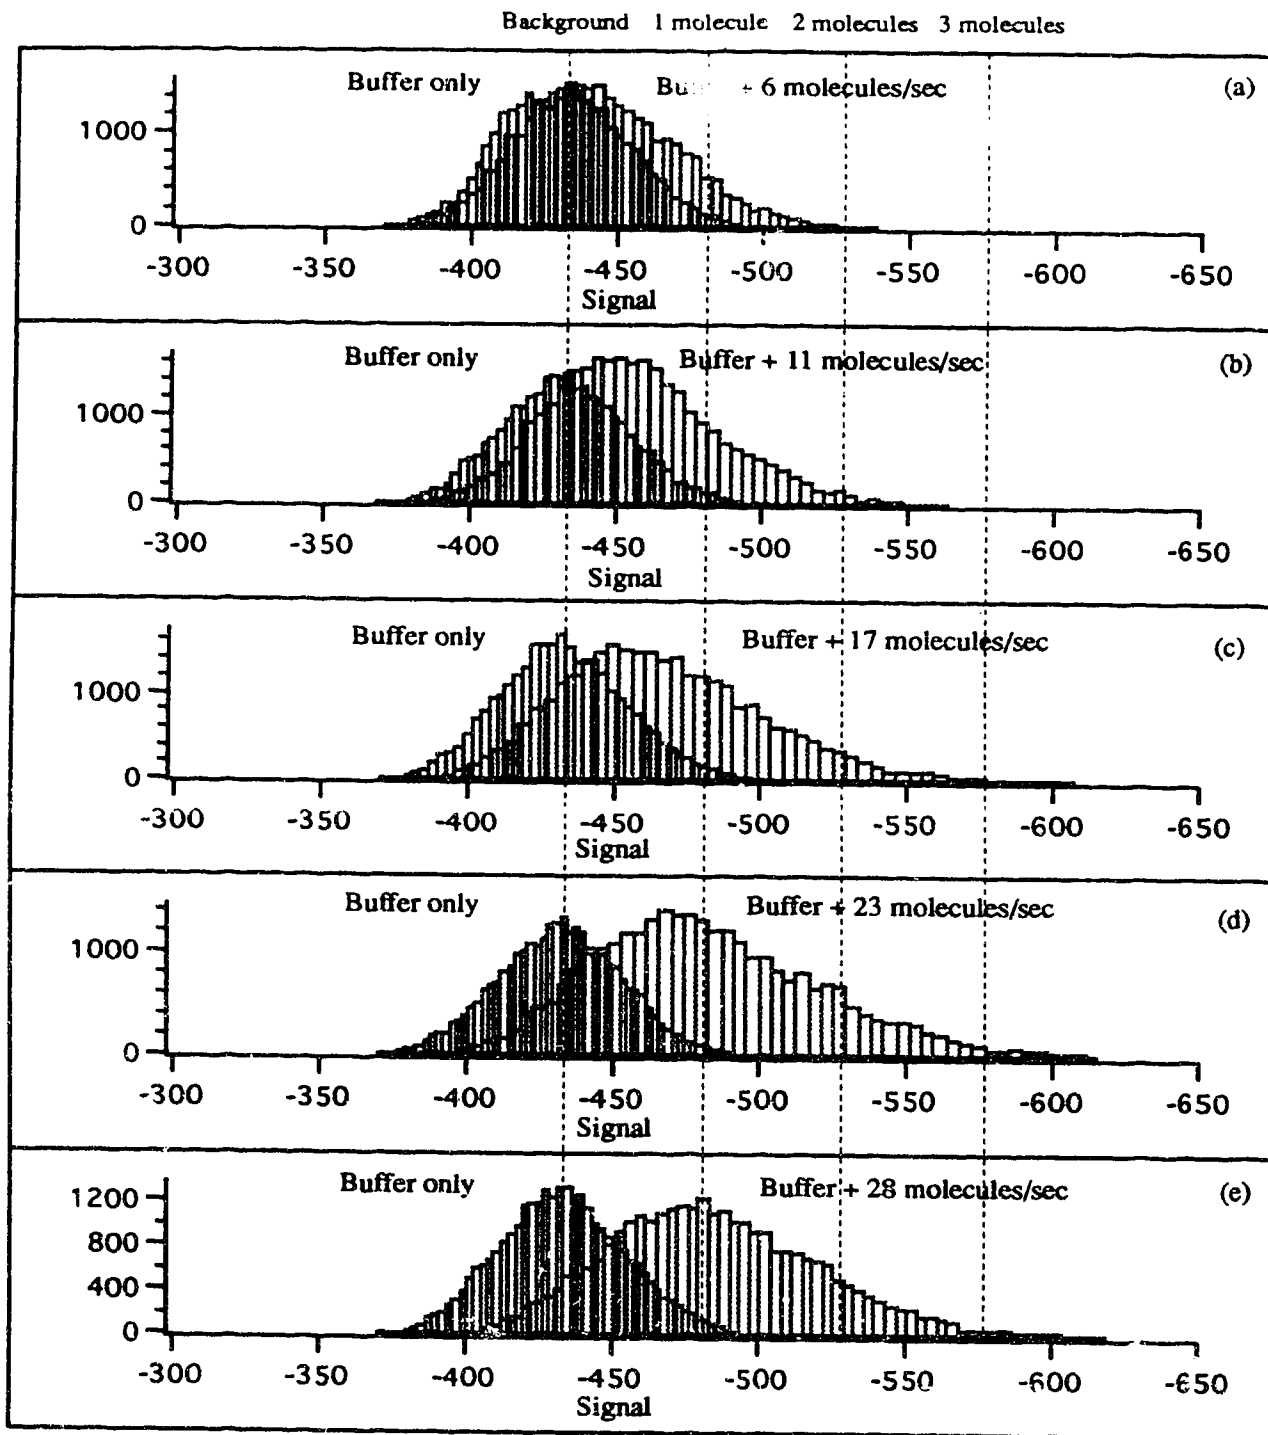 Background 1 molecule 2 molecules 3 molecules
Buffer only + 6 molecules/sec (a)
1000
0
-300 -350 -400 -450 -500 -550 -600 -650
Signal
Buffer only Buffer + 11 molecules/sec (b)
1000
0
-300 -350 -400 -450 -500 -550 -600 -650
Signal
Buffer only Buffer + 17 molecules/sec (c)
1000
0
-300 -350 -400 -450 -500 -550 -600 -650
Signal
Buffer only Buffer + 23 molecules/sec (d)
1000
0
-300 -350 -400 -450 -500 -550 -600 -650
Signal
Buffer only Buffer + 28 molecules/sec (e)
1200
800
400
0
-300 -350 -400 -450 -500 -550 -600 -650
Signal